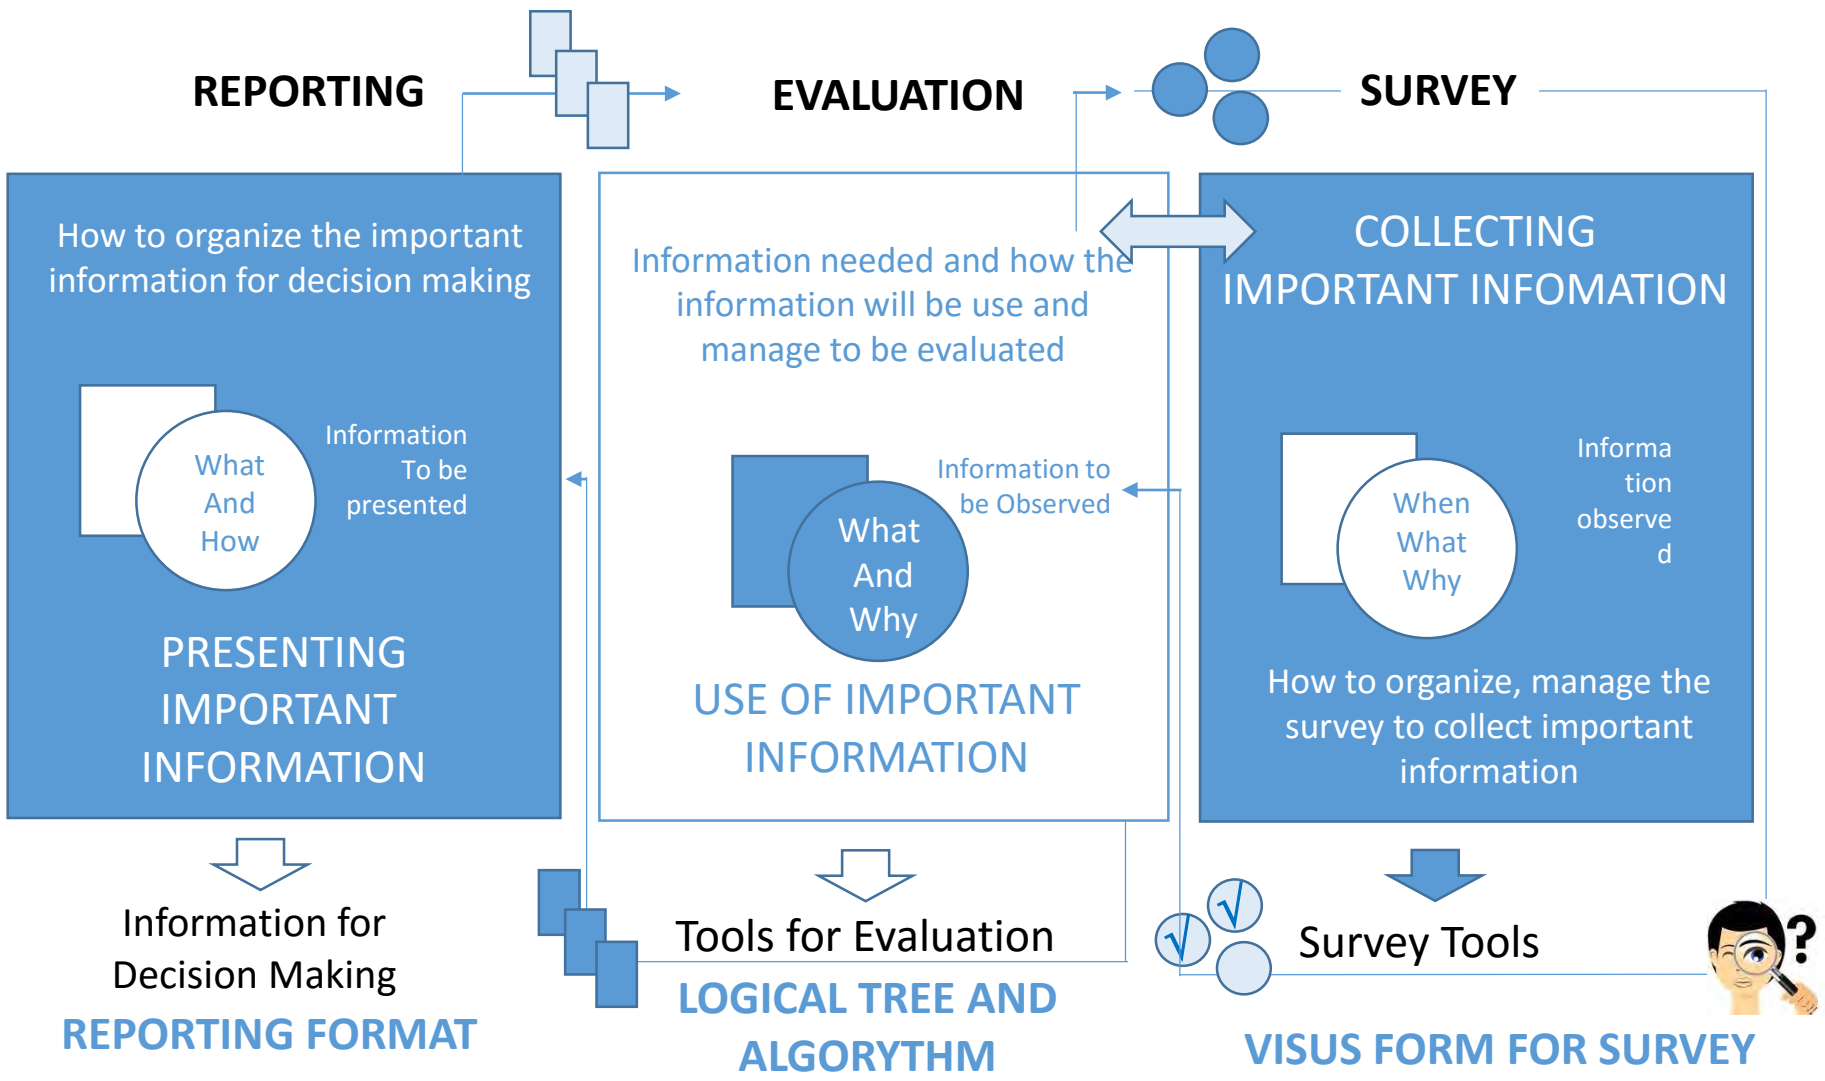 REPORTING
EVALUATION
SURVEY
How to organize the important
information for decision making
What
And
How
Information
To be
presented
PRESENTING
IMPORTANT
INFORMATION
Information for
Decision Making
REPORTING FORMAT
Information needed and how the
information will be use and
manage to be evaluated
What
And
Why
Information to
be Observed
USE OF IMPORTANT
INFORMATION
Tools for Evaluation
LOGICAL TREE AND
ALGORYTHM
COLLECTING
IMPORTANT INFOMATION
When
What
Why
Informa
tion
observe
d
How to organize, manage the
survey to collect important
information
√
√
Survey Tools
?
VISUS FORM FOR SURVEY